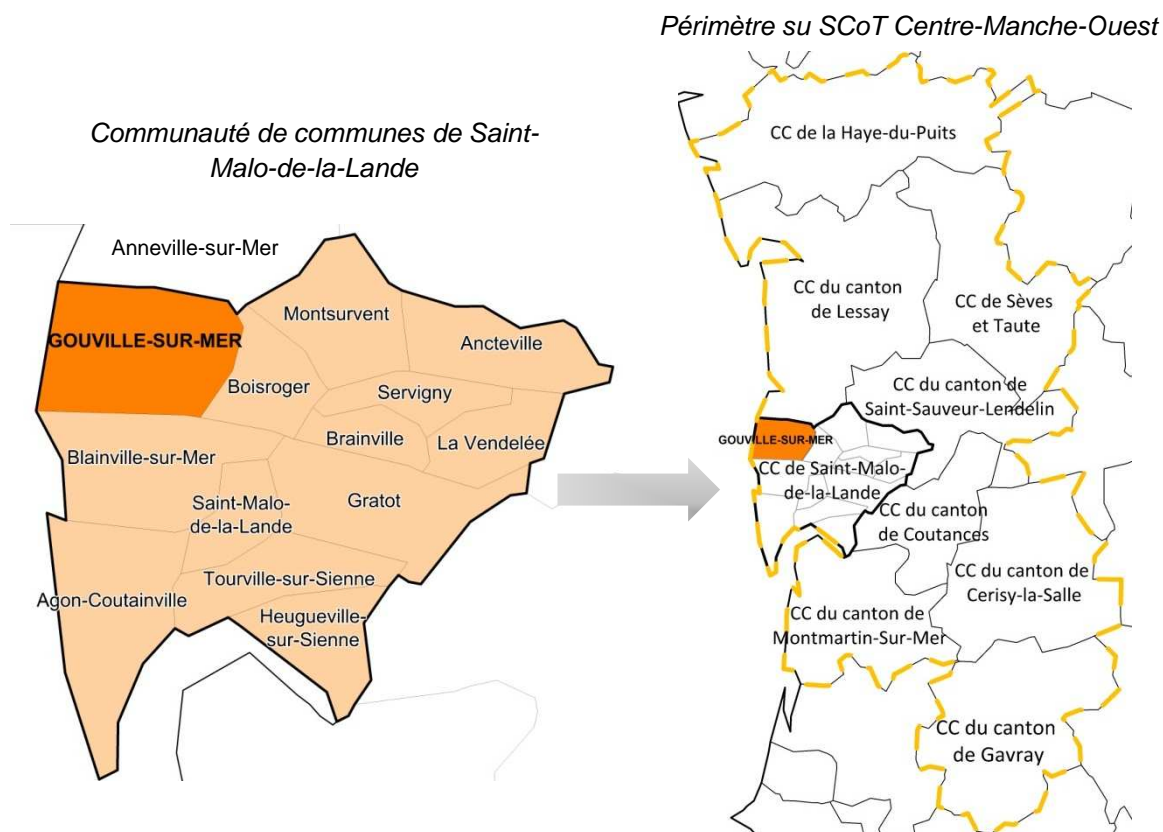 Périmètre su SCoT Centre-Manche-Ouest
Communauté de communes de Saint-
Malo-de-la-Lande
Anneville-sur-Mer
GOUVILLE-SUR-MER
Montsurvent
Ancteville
Boisroger
Servigny
Brainville
La Vendelée
Blainville-sur-Mer
Saint-Malo-
de-la-Lande
Gratot
Tourville-sur-Sienne
Agon-Coutainville
Heugueville-
sur-Sienne
CC de la Haye-du-Puits
CC du canton
de Lessay
CC de Sèves
et Taute
CC du canton de
Saint-Sauveur-Lendelin
GOUVILLE-SUR-MER
CC de Saint-Malo-
de-la-Lande
CC du canton
de Coutances
CC du canton de
Cerisy-la-Salle
CC du canton de
Montmartin-Sur-Mer
CC du canton
de Gavray